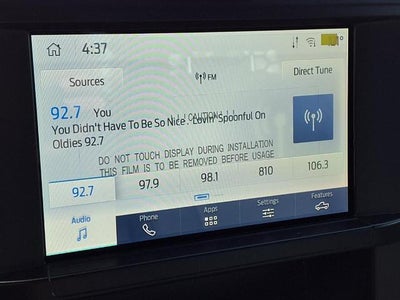 4:37
Sources
FM
Direct Tune
92.7 You
You Didn't Have To Be So Nice . Lovin' Spoonful On
Oldies 92.7
! ! CAUTION ! !
DO NOT TOUCH DISPLAY DURING INSTALLATION
THIS FILM IS TO BE REMOVED BEFORE USAGE
92.7 97.9 98.1 810 106.3
Audio Phone Apps Settings Features